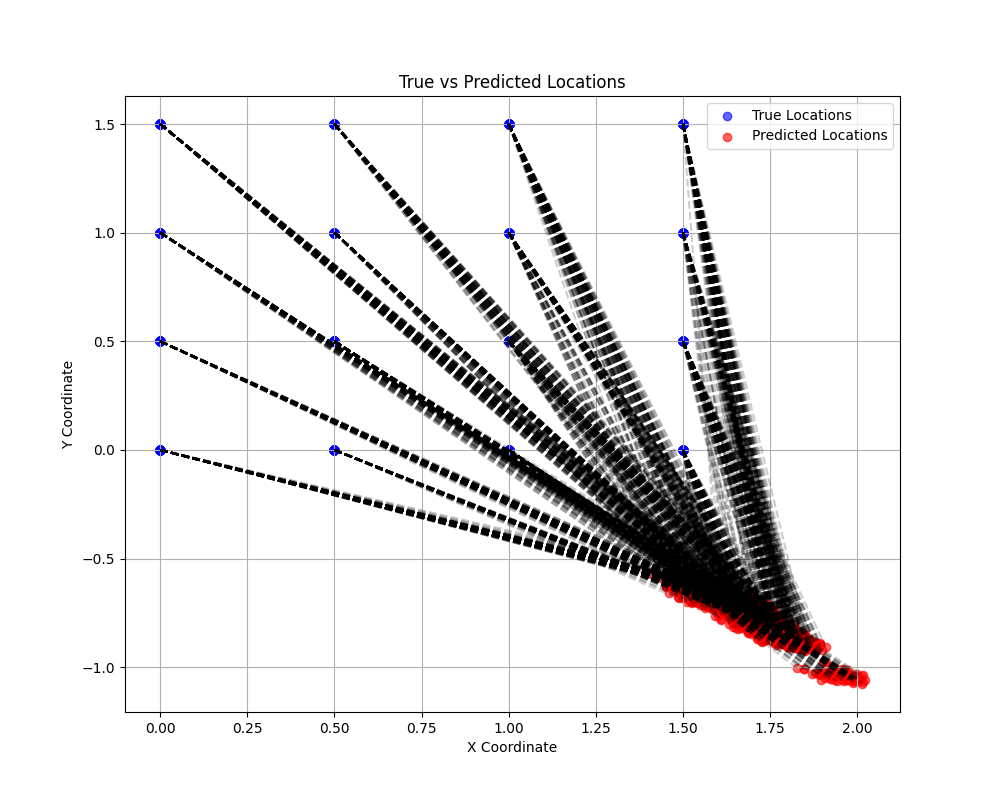 True vs Predicted Locations
True Locations
Predicted Locations
1.5
1.0
0.5
0.0
−0.5
−1.0
Y Coordinate
0.00 0.25 0.50 0.75 1.00 1.25 1.50 1.75 2.00
X Coordinate